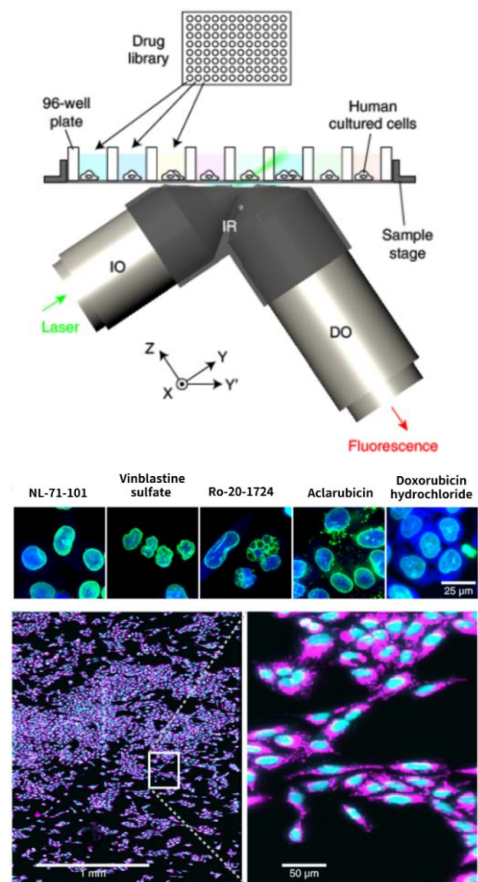 Drug
library
96-well
plate
Human
cultured cells
IR
Sample
stage
IO
DO
Laser
Z
Y
X
Y'
Fluorescence
NL-71-101
Vinblastine
sulfate
Ro-20-1724
Aclarubicin
Doxorubicin
hydrochloride
25 µm
1 mm
50 µm